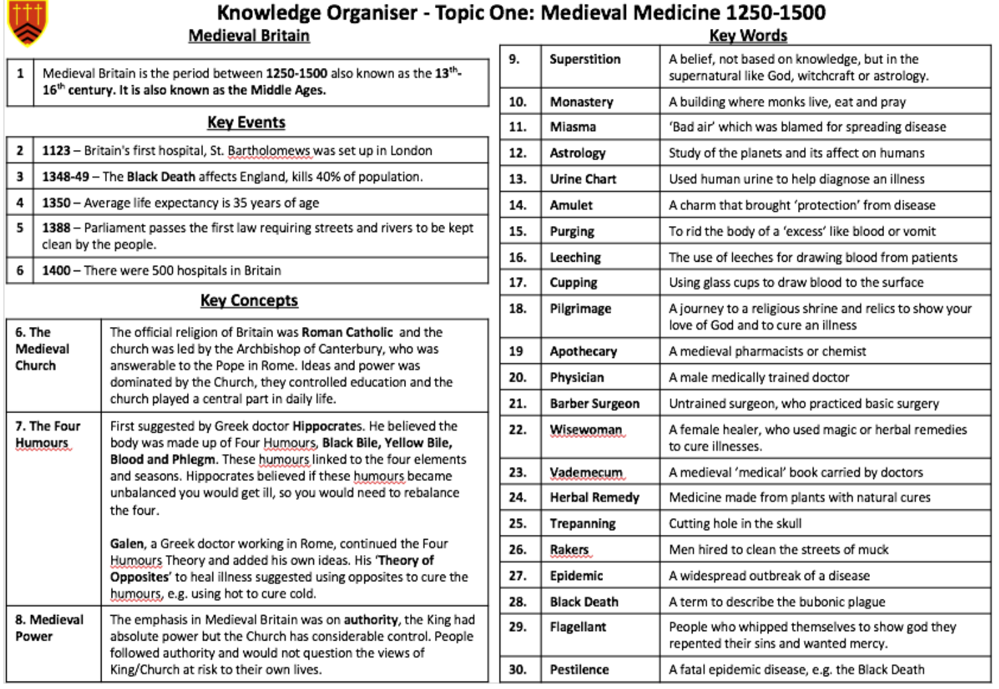 Knowledge Organiser - Topic One: Medieval Medicine 1250-1500
Medieval Britain
1 Medieval Britain is the period between 1250-1500 also known as the 13th-
16th century. It is also known as the Middle Ages.
Key Events
2 1123 – Britain's first hospital, St. Bartholomews was set up in London
3 1348-49 – The Black Death affects England, kills 40% of population.
4 1350 – Average life expectancy is 35 years of age
5 1388 – Parliament passes the first law requiring streets and rivers to be kept
clean by the people.
6 1400 – There were 500 hospitals in Britain
Key Concepts
6. The Medieval Church
The official religion of Britain was Roman Catholic and the
church was led by the Archbishop of Canterbury, who was
answerable to the Pope in Rome. Ideas and power was
dominated by the Church, they controlled education and the
church played a central part in daily life.
7. The Four Humours
First suggested by Greek doctor Hippocrates. He believed the
body was made up of Four Humours, Black Bile, Yellow Bile,
Blood and Phlegm. These humours linked to the four elements
and seasons. Hippocrates believed if these humours became
unbalanced you would get ill, so you would need to rebalance
the four.
Galen, a Greek doctor working in Rome, continued the Four
Humours Theory and added his own ideas. His 'Theory of
Opposites' to heal illness suggested using opposites to cure the
humours, e.g. using hot to cure cold.
8. Medieval Power
The emphasis in Medieval Britain was on authority, the King had
absolute power but the Church has considerable control. People
followed authority and would not question the views of
King/Church at risk to their own lives.
Key Words
9. Superstition A belief, not based on knowledge, but in the
supernatural like God, witchcraft or astrology.
10. Monastery A building where monks live, eat and pray
11. Miasma 'Bad air' which was blamed for spreading disease
12. Astrology Study of the planets and its affect on humans
13. Urine Chart Used human urine to help diagnose an illness
14. Amulet A charm that brought 'protection' from disease
15. Purging To rid the body of a 'excess' like blood or vomit
16. Leeching The use of leeches for drawing blood from patients
17. Cupping Using glass cups to draw blood to the surface
18. Pilgrimage A journey to a religious shrine and relics to show your
love of God and to cure an illness
19 Apothecary A medieval pharmacists or chemist
20. Physician A male medically trained doctor
21. Barber Surgeon Untrained surgeon, who practiced basic surgery
22. Wisewoman A female healer, who used magic or herbal remedies
to cure illnesses.
23. Vademecum A medieval 'medical' book carried by doctors
24. Herbal Remedy Medicine made from plants with natural cures
25. Trepanning Cutting hole in the skull
26. Rakers Men hired to clean the streets of muck
27. Epidemic A widespread outbreak of a disease
28. Black Death A term to describe the bubonic plague
29. Flagellant People who whipped themselves to show god they
repented their sins and wanted mercy.
30. Pestilence A fatal epidemic disease, e.g. the Black Death